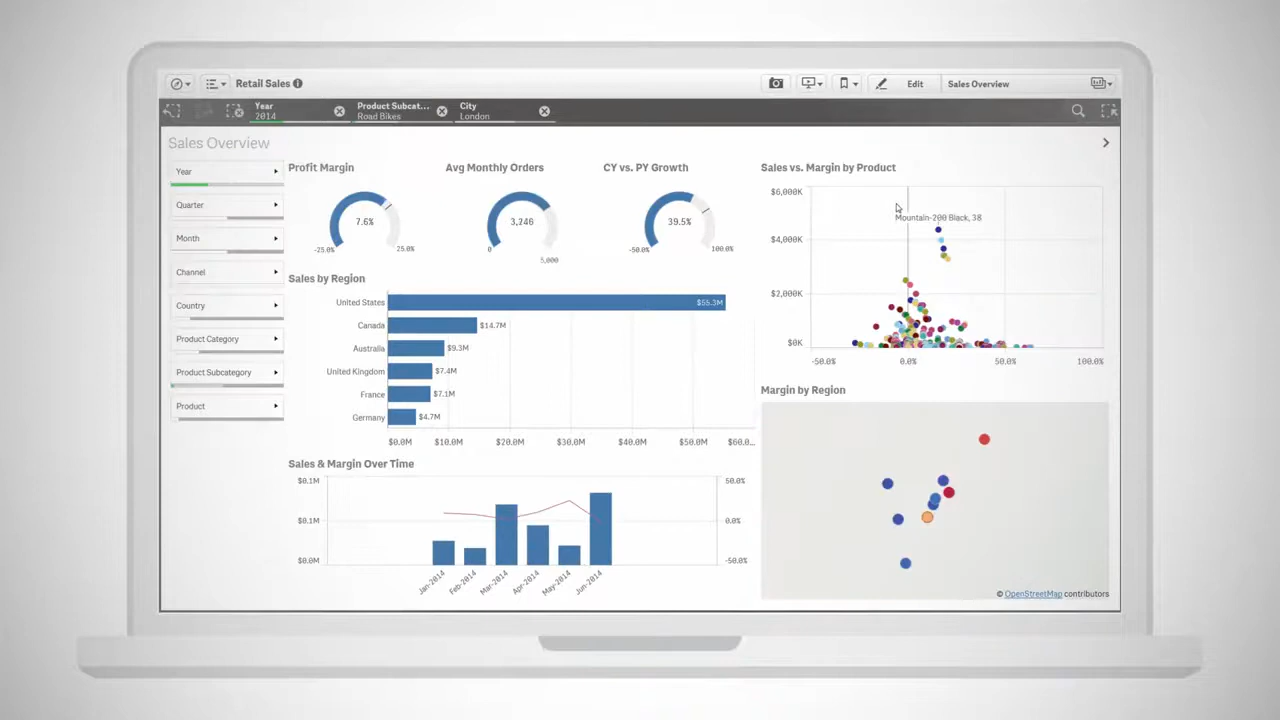 Retail Sales
Edit
Sales Overview
Year
2014
Product Subcat...
Road Bikes
City
London
Sales Overview
Year
Quarter
Month
Channel
Country
Product Category
Product Subcategory
Product
Profit Margin
7.6%
-25.0%
25.0%
Avg Monthly Orders
3,246
0
5,000
CY vs. PY Growth
39.5%
-50.0%
100.0%
Sales by Region
United States
$55.3M
Canada
$14.7M
Australia
$9.3M
United Kingdom
$7.4M
France
$7.1M
Germany
$4.7M
$0.0M
$10.0M
$20.0M
$30.0M
$40.0M
$50.0M
$60.0...
Sales & Margin Over Time
$0.1M
$0.1M
$0.0M
50.0%
0.0%
-50.0%
Jan-2014
Feb-2014
Mar-2014
Apr-2014
May-2014
Jun-2014
Sales vs. Margin by Product
$6,000K
$4,000K
$2,000K
$0K
Mountain-200 Black, 38
-50.0%
0.0%
50.0%
100.0%
Margin by Region
© OpenStreetMap contributors